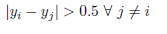 |y_i − y_j| > 0.5 ∀ j ≠ i